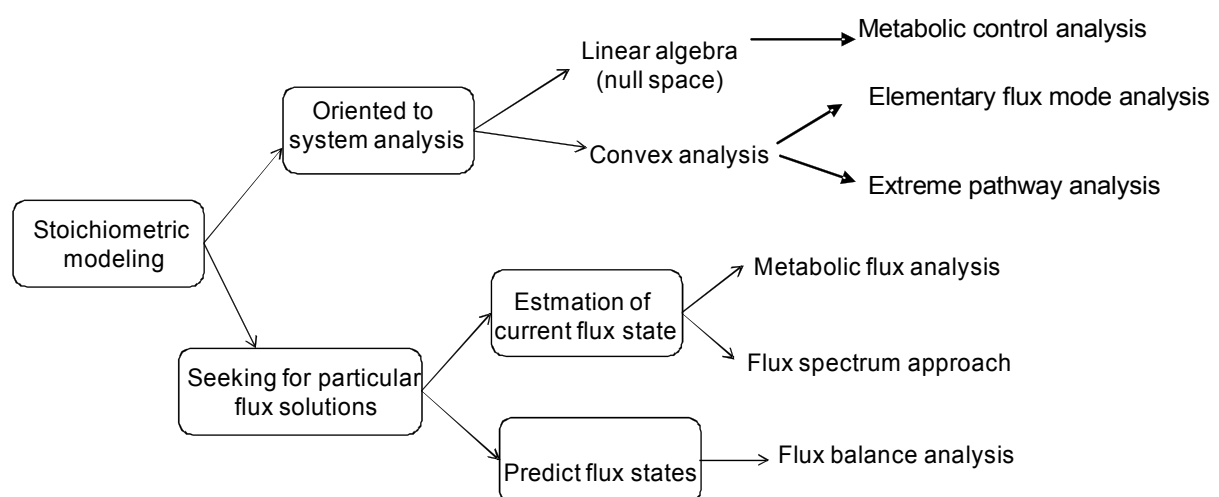 Stoichiometric
modeling
Oriented to
system analysis
Linear algebra
(null space)
Metabolic control analysis
Convex analysis
Elementary flux mode analysis
Extreme pathway analysis
Seeking for particular
flux solutions
Estmation of
current flux state
Metabolic flux analysis
Flux spectrum approach
Predict flux states
Flux balance analysis